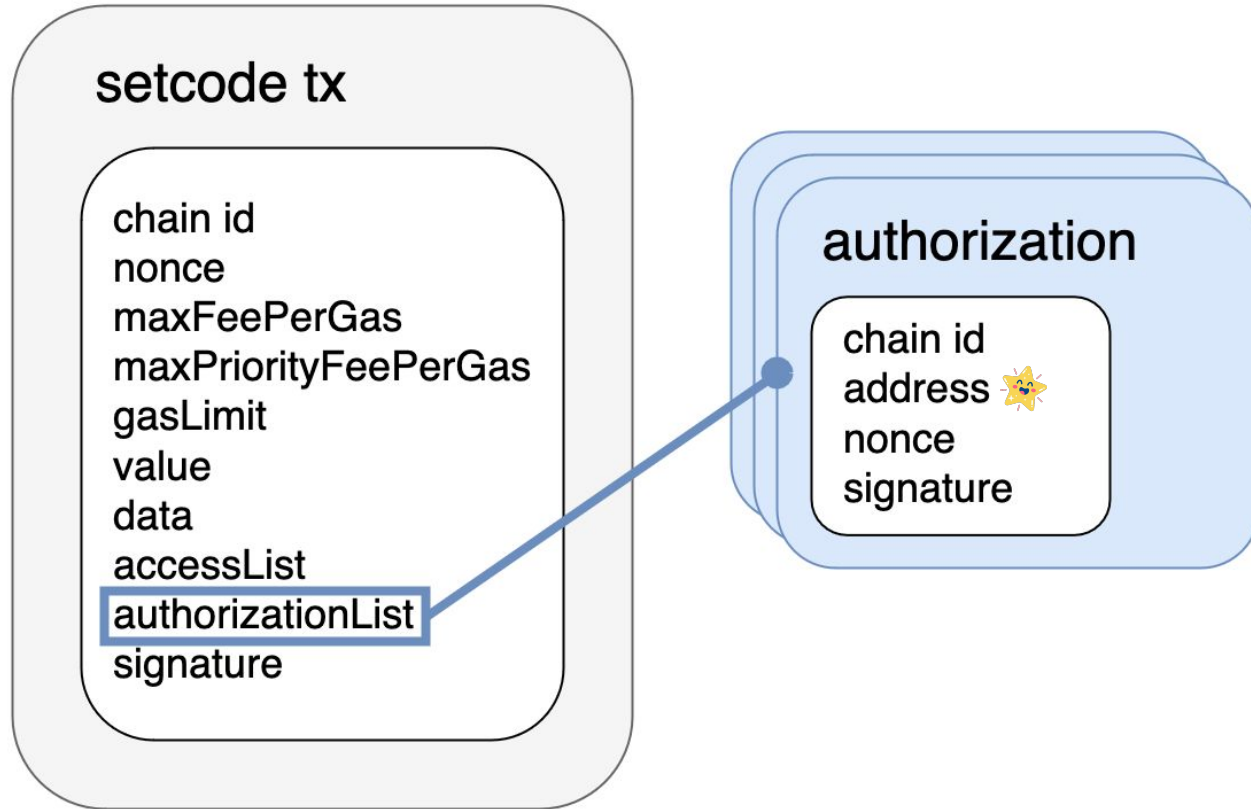 setcode tx
chain id
nonce
maxFeePerGas
maxPriorityFeePerGas
gasLimit
value
data
accessList
authorizationList
signature
authorization
chain id
address
nonce
signature